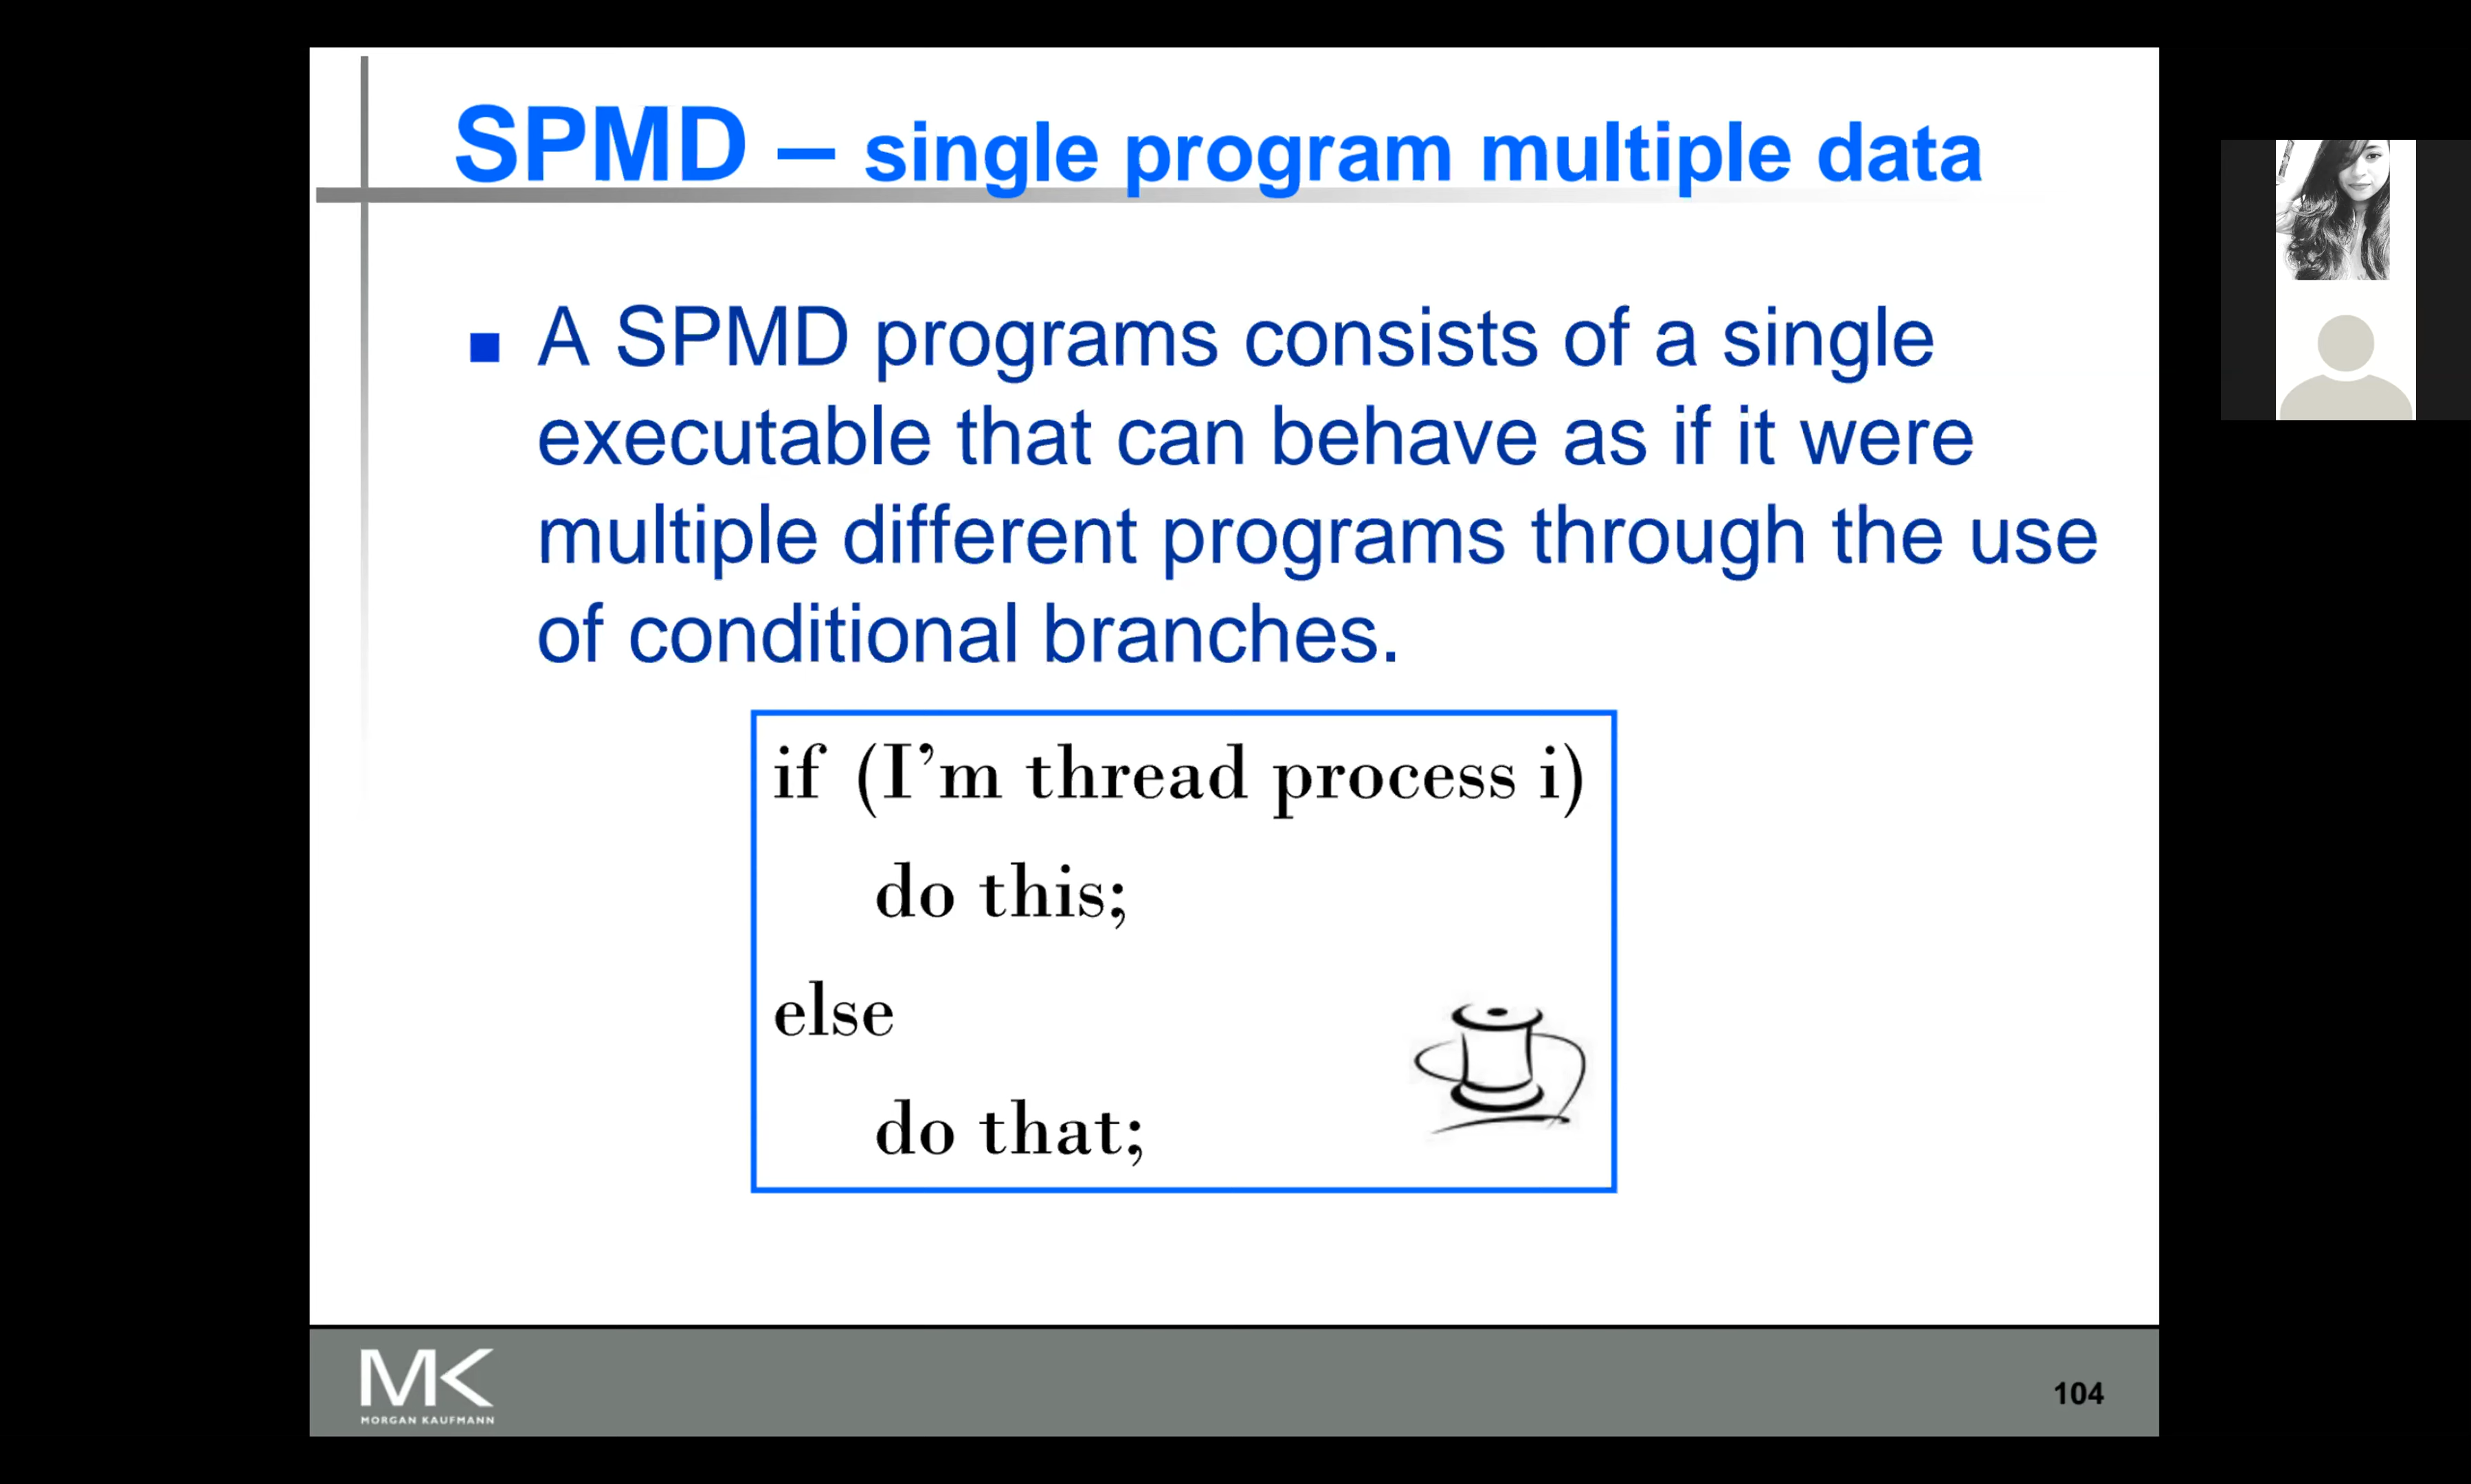 SPMD – single program multiple data
A SPMD programs consists of a single
executable that can behave as if it were
multiple different programs through the use
of conditional branches.
if (I’m thread process i)
do this;
else
do that;
MK
MORGAN KAUFMANN
104